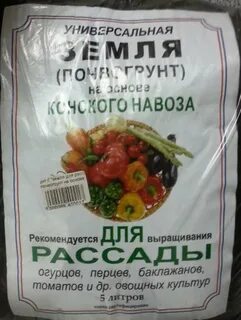 УНИВЕРСАЛЬНАЯ
ЗЕМЛЯ
(ПОЧВОГРУНТ)
на основе
КОНСКОГО НАВОЗА
Рекомендуется ДЛЯ выращивания
РАССАДЫ
огурцов, перцев, баклажанов,
томатов и др. овощных культур
5 литров